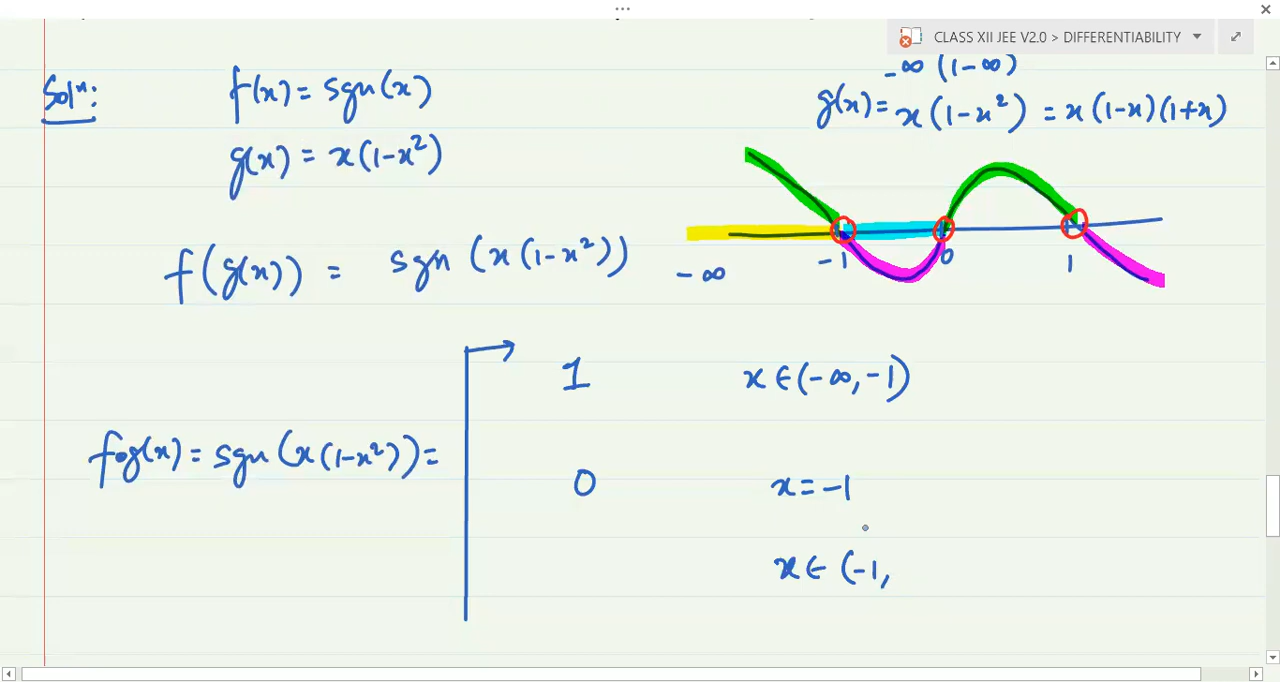 CLASS XII JEE V2.0 > DIFFERENTIABILITY
-∞ (1-∞)
Solⁿ: f(x) = sgn(x)
g(x) = x(1-x²) = x(1-x)(1+x)
g(x) = x(1-x²)
f(g(x)) = sgn (x(1-x²))
-∞ -1 0 1
1 x∈(-∞,-1)
fog(x) = sgn(x(1-x²)) =
0 x = -1
x∈ (-1,